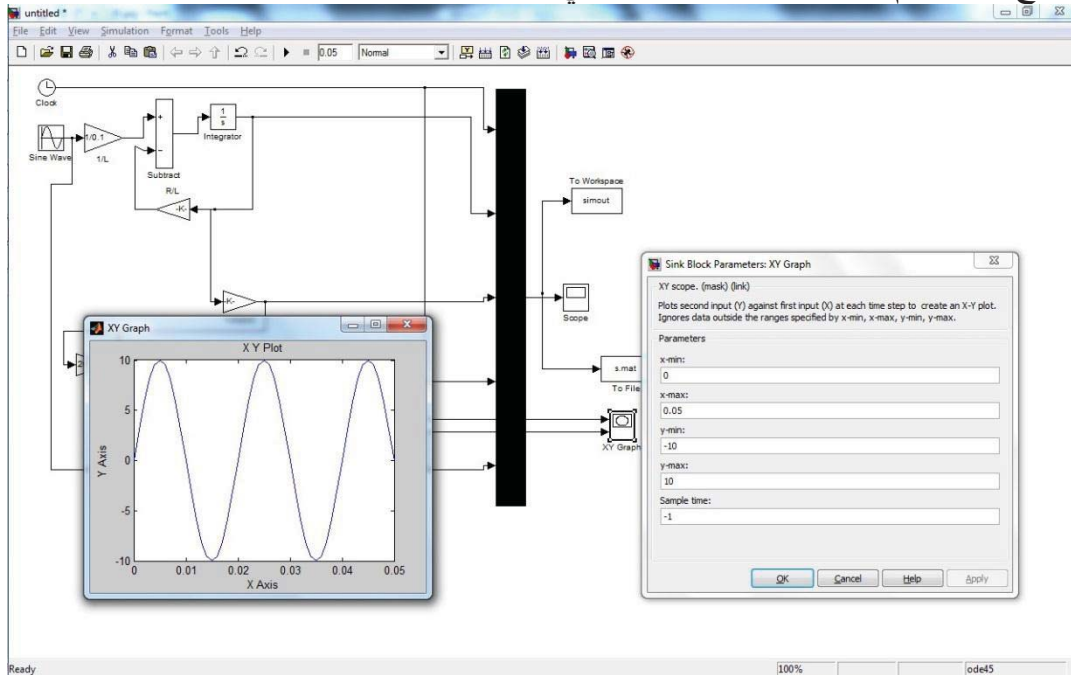 untitled *
File Edit View Simulation Format Tools Help
0.05 Normal
Clock
Sine Wave
1/0.1
1/L
+
−
Subtract
1
s
Integrator
R/L
-K-
-K-
2
To Workspace
simout
Scope
s.mat
To File
XY Graph
XY Graph
X Y Plot
10
5
0
-5
-10
Y Axis
0 0.01 0.02 0.03 0.04 0.05
X Axis
Sink Block Parameters: XY Graph
XY scope. (mask) (link)
Plots second input (Y) against first input (X) at each time step to create an X-Y plot.
Ignores data outside the ranges specified by x-min, x-max, y-min, y-max.
Parameters
x-min:
0
x-max:
0.05
y-min:
-10
y-max:
10
Sample time:
-1
OK Cancel Help Apply
Ready 100% ode45